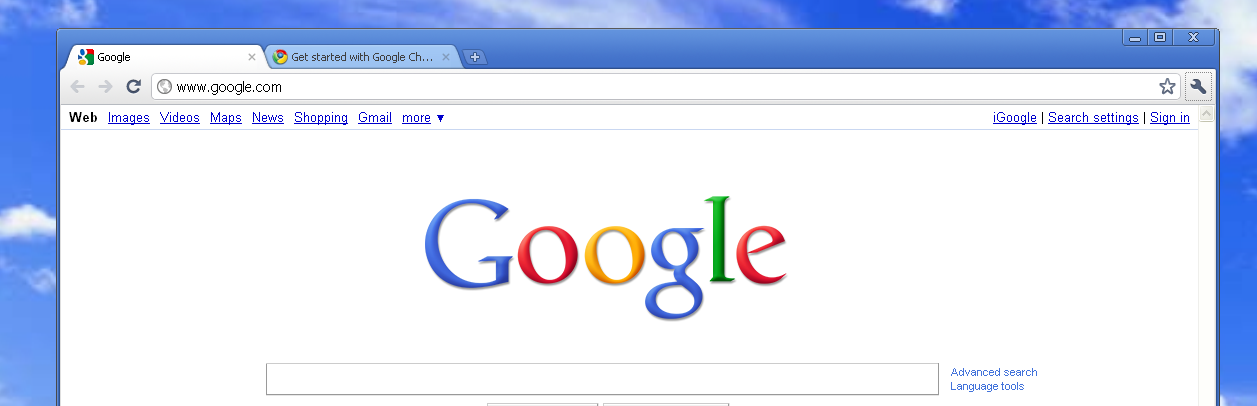 Google
Get started with Google Ch...
www.google.com
Web Images Videos Maps News Shopping Gmail more ▼
iGoogle | Search settings | Sign in
Google
Advanced search
Language tools